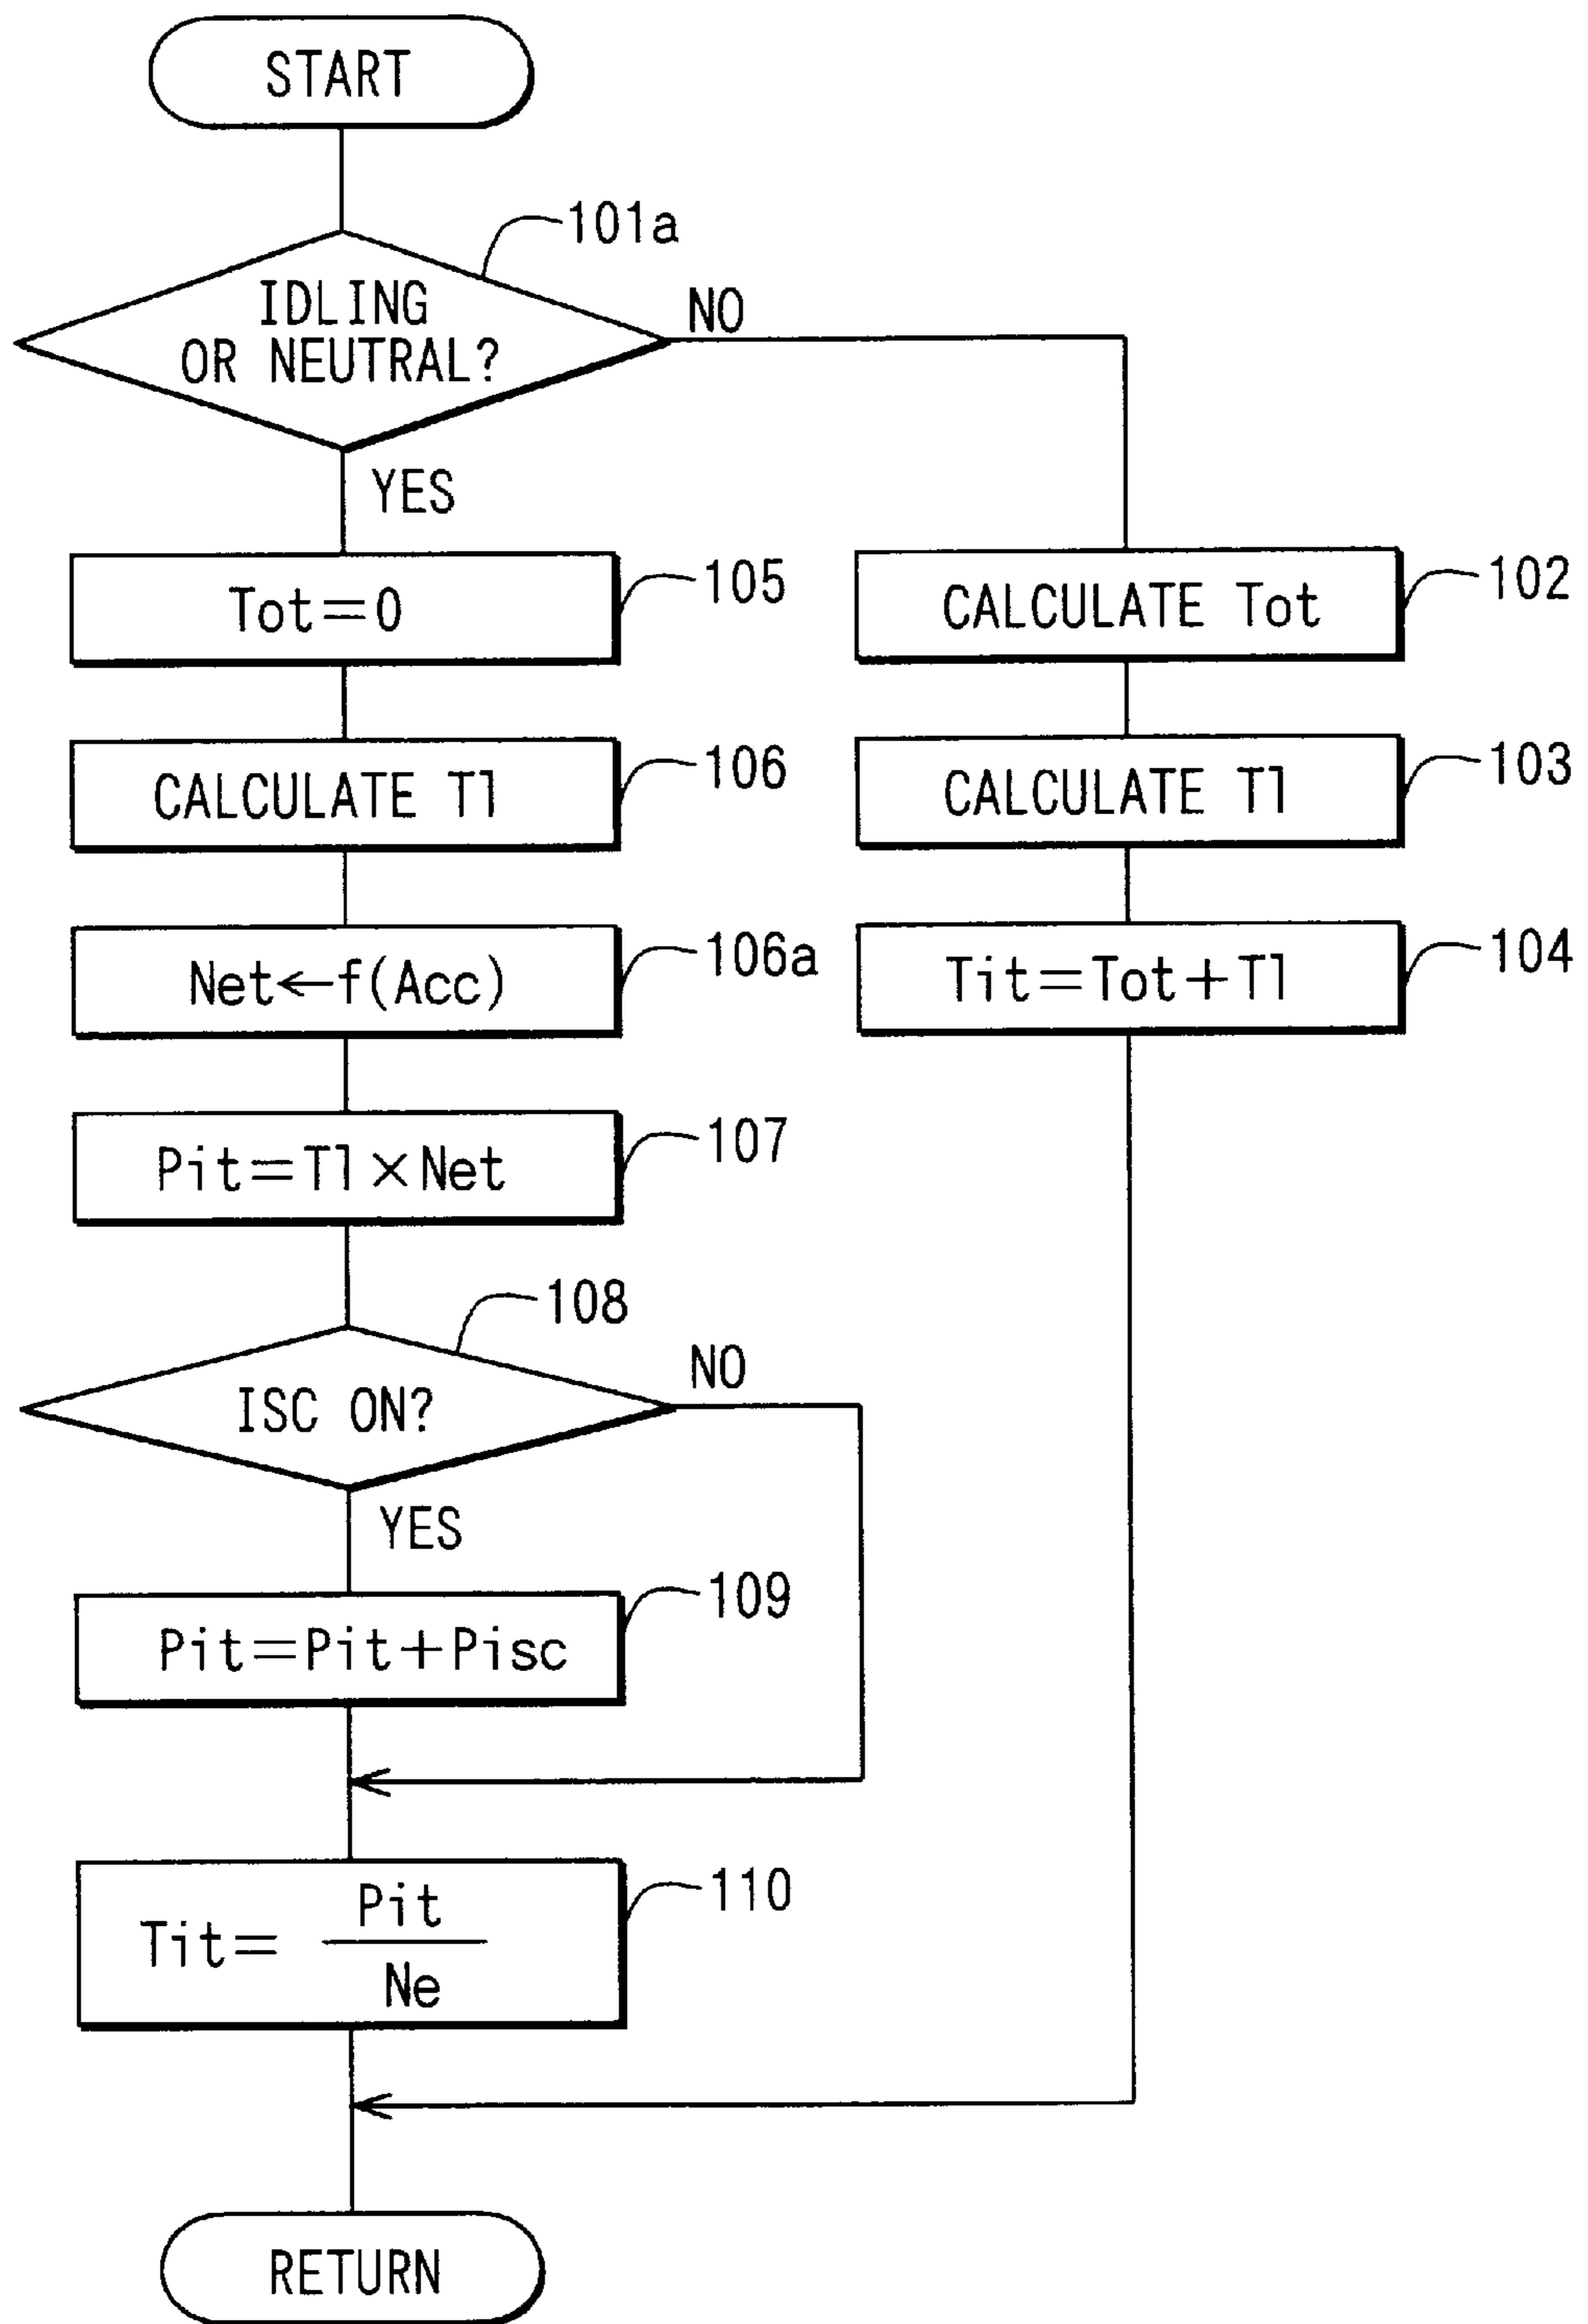 START
101a
IDLING
OR NEUTRAL?
NO
YES
Tot=0
105
CALCULATE Tot
102
CALCULATE Tl
106
CALCULATE Tl
103
Net←f(Acc)
106a
Tit=Tot+Tl
104
Pit=Tl×Net
107
108
ISC ON?
NO
YES
109
Pit=Pit+Pisc
110
Tit= Pit
Ne
RETURN